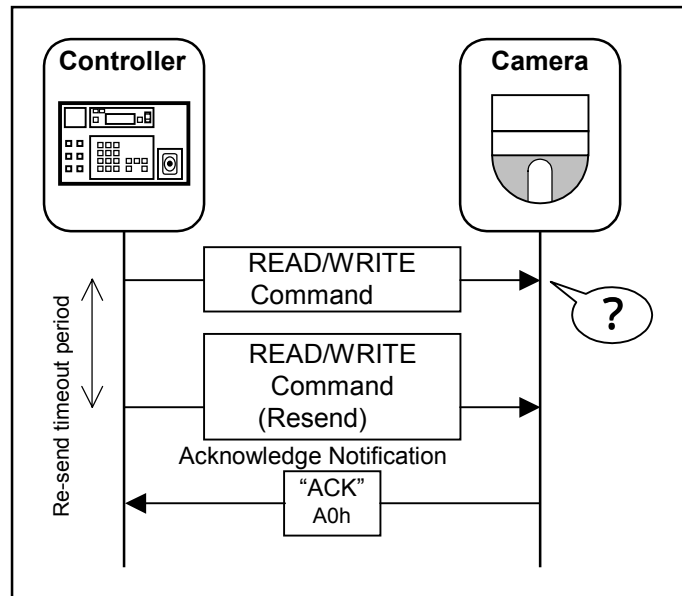 Controller
Camera
READ/WRITE
Command
?
Re-send timeout period
READ/WRITE
Command
(Resend)
Acknowledge Notification
“ACK”
A0h